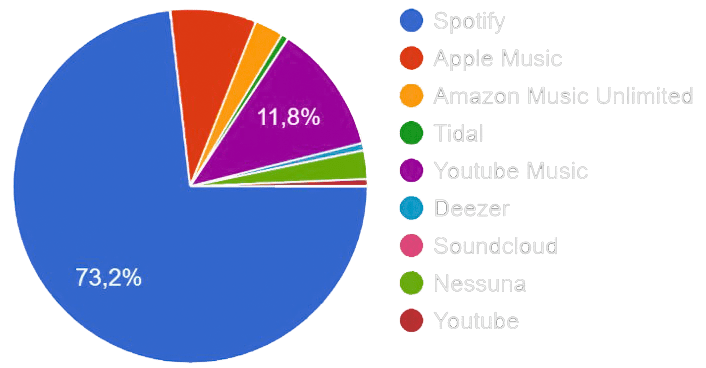 Spotify
Apple Music
Amazon Music Unlimited
Tidal
Youtube Music
Deezer
Soundcloud
Nessuna
Youtube
11,8%
73,2%